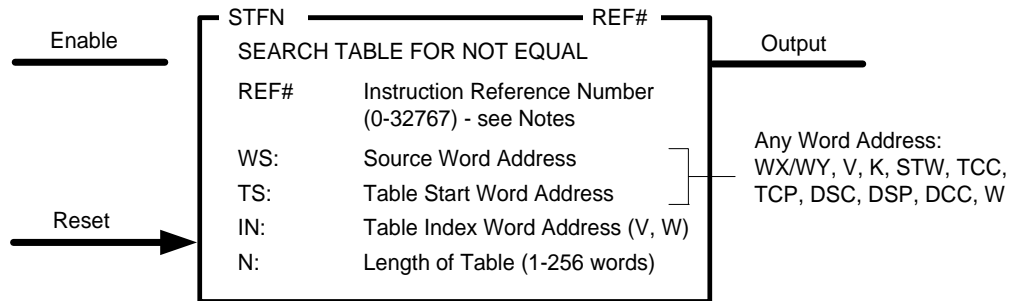 STFN REF#
Enable
SEARCH TABLE FOR NOT EQUAL
Output
REF# Instruction Reference Number
(0-32767) - see Notes
WS: Source Word Address
TS: Table Start Word Address
Any Word Address:
WX/WY, V, K, STW, TCC,
TCP, DSC, DSP, DCC, W
Reset
IN: Table Index Word Address (V, W)
N: Length of Table (1-256 words)